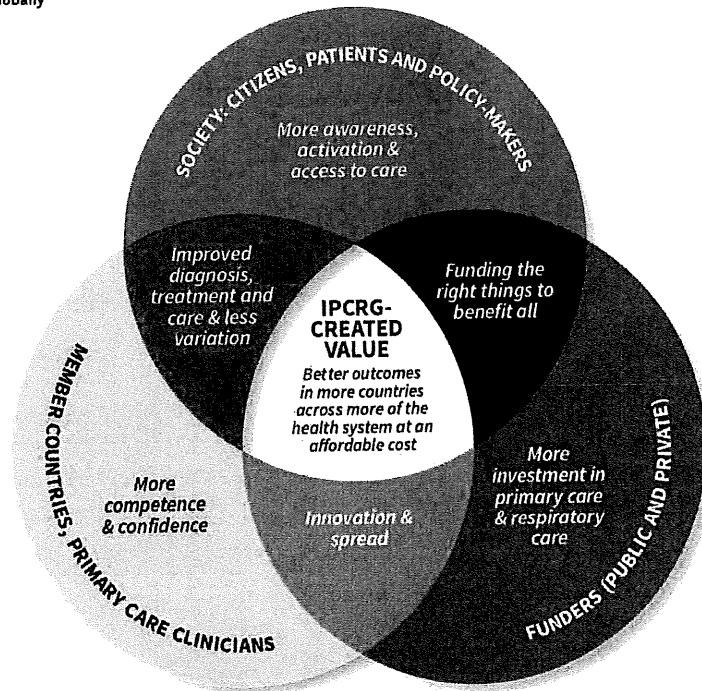 SOCIETY: CITIZENS, PATIENTS AND POLICY-MAKERS
More awareness,
activation &
access to care
Improved
diagnosis,
treatment and
care & less
variation
Funding the
right things to
benefit all
IPCRG-
CREATED
VALUE
Better outcomes
in more countries
across more of the
health system at an
affordable cost
MEMBER COUNTRIES, PRIMARY CARE CLINICIANS
More
competence
& confidence
Innovation &
spread
More
investment in
primary care
& respiratory
care
FUNDERS (PUBLIC AND PRIVATE)